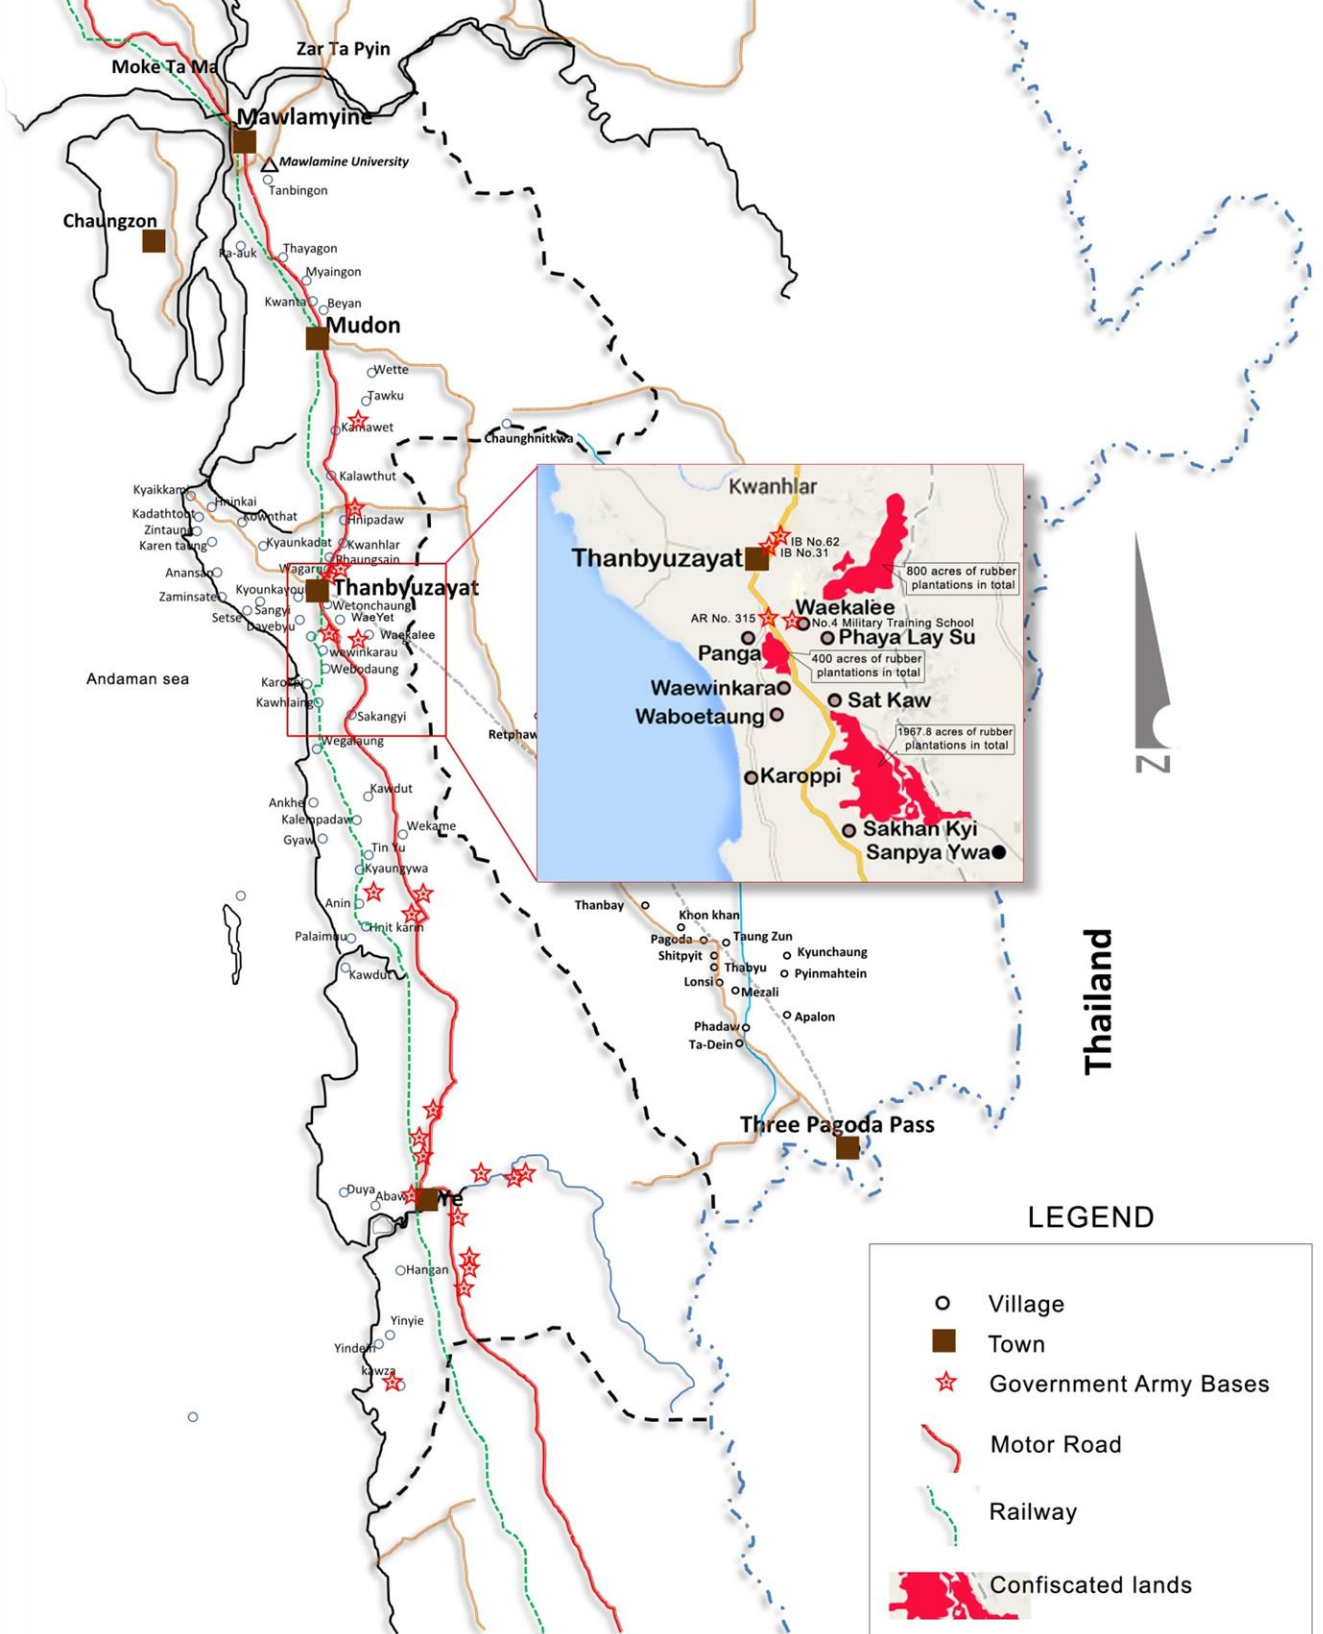 Zar Ta Pyin
Moke Ta Ma
Mawlamyine
Mawlamine University
Tanbingon
Chaungzon
Pa-auk
Thayagon
Myaingon
Kwanta
Beyan
Mudon
Wette
Tawku
Kamawet
Chaunghnitkwa
Kalawthut
Kyaikkami
Hninkai
Kadathtout
Kownthat
Hnipadaw
Zintaung
Karen taung
Kyaunkadat
Kwanhlar
Phaungsain
Anansan
Wagaru
Thanbyuzayat
Kyounkayou
Zaminsate
Sangyi
Wetonchaung
Setse
WaeYet
Davebyu
Waekalee
wewinkarau
Webodaung
Karoppi
Kawhlaing
Sakangyi
Wegalaung
Andaman sea
Retphaw
Kwanhlar
IB No.62
IB No.31
Thanbyuzayat
800 acres of rubber
plantations in total
Waekalee
AR No. 315
No.4 Military Training School
Phaya Lay Su
Panga
400 acres of rubber
plantations in total
Waewinkara
Sat Kaw
Waboetaung
1967.8 acres of rubber
plantations in total
Karoppi
Sakhan Kyi
Sanpya Ywa
Z
Kawdut
Ankhe
Kalempadaw
Wekame
Gyaw
Tin Yu
Kyaungywa
Anin
Hnit karin
Palaimuu
Kawdut
Thanbay
Khon khan
Pagoda
Taung Zun
Shitpyit
Kyunchaung
Thabyu
Pyinmahtein
Lonsi
Mezali
Apalon
Phadaw
Ta-Dein
Thailand
Three Pagoda Pass
Duya
Abaw
Ye
Hangan
Yinyie
Yindein
kawza
LEGEND
Village
Town
Government Army Bases
Motor Road
Railway
Confiscated lands